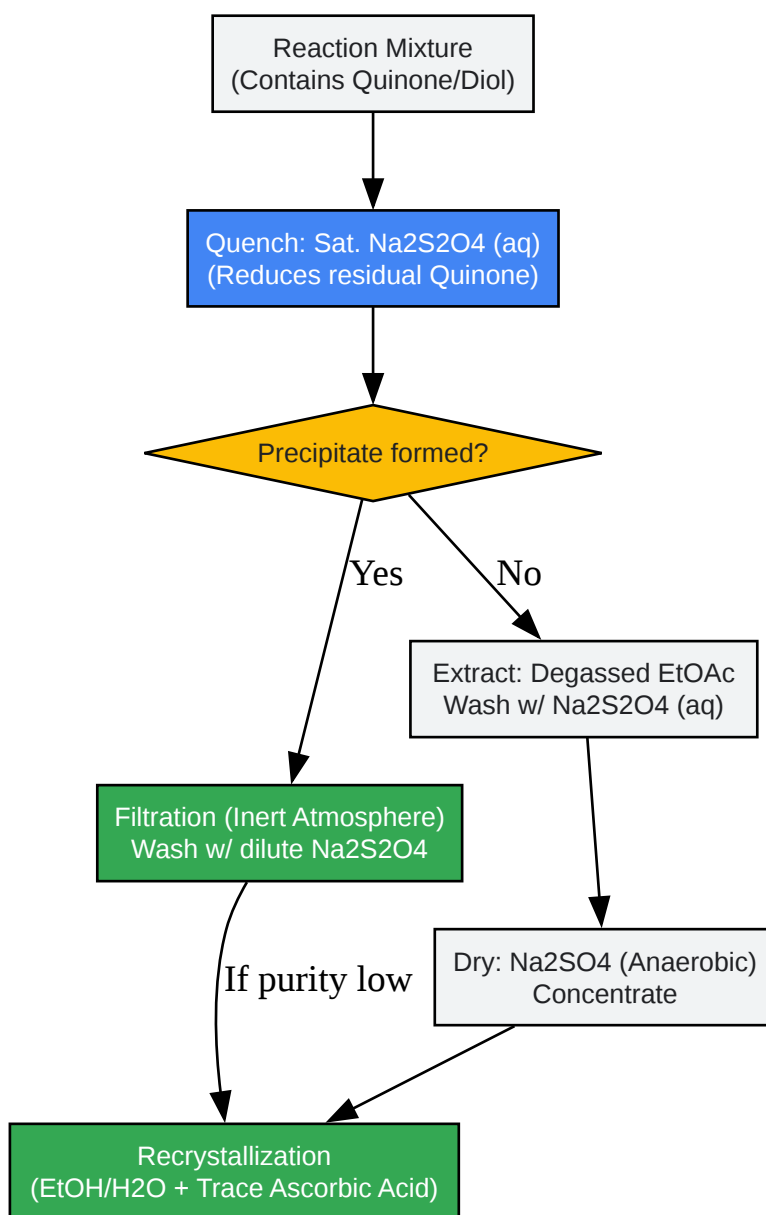 Reaction Mixture
(Contains Quinone/Diol)
Quench: Sat. Na2S2O4 (aq)
(Reduces residual Quinone)
Precipitate formed?
Yes
No
Extract: Degassed EtOAc
Wash w/ Na2S2O4 (aq)
Filtration (Inert Atmosphere)
Wash w/ dilute Na2S2O4
If purity low
Dry: Na2SO4 (Anaerobic)
Concentrate
Recrystallization
(EtOH/H2O + Trace Ascorbic Acid)